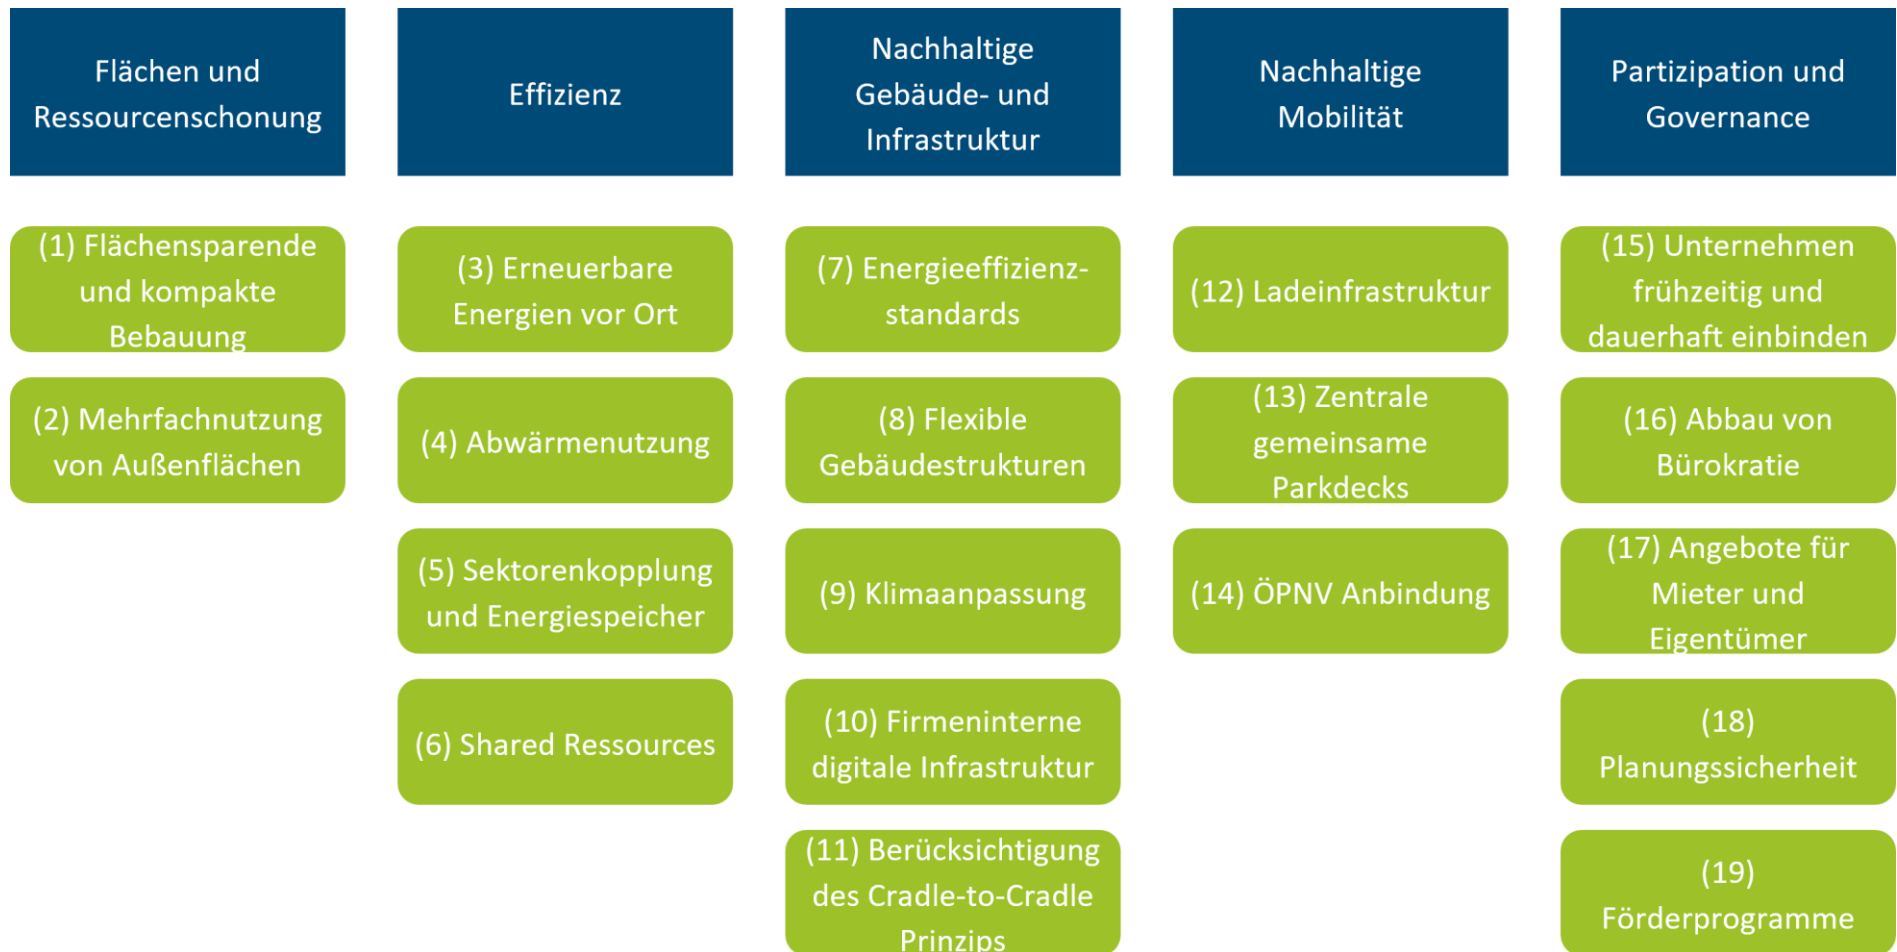 Flächen und
Ressourcenschonung
Effizienz
Nachhaltige
Gebäude- und
Infrastruktur
Nachhaltige
Mobilität
Partizipation und
Governance
(1) Flächensparende
und kompakte
Bebauung
(2) Mehrfachnutzung
von Außenflächen
(3) Erneuerbare
Energien vor Ort
(4) Abwärmenutzung
(5) Sektorenkopplung
und Energiespeicher
(6) Shared Ressources
(7) Energieeffizienz-
standards
(8) Flexible
Gebäudestrukturen
(9) Klimaanpassung
(10) Firmeninterne
digitale Infrastruktur
(11) Berücksichtigung
des Cradle-to-Cradle
Prinzips
(12) Ladeinfrastruktur
(13) Zentrale
gemeinsame
Parkdecks
(14) ÖPNV Anbindung
(15) Unternehmen
frühzeitig und
dauerhaft einbinden
(16) Abbau von
Bürokratie
(17) Angebote für
Mieter und
Eigentümer
(18)
Planungssicherheit
(19)
Förderprogramme